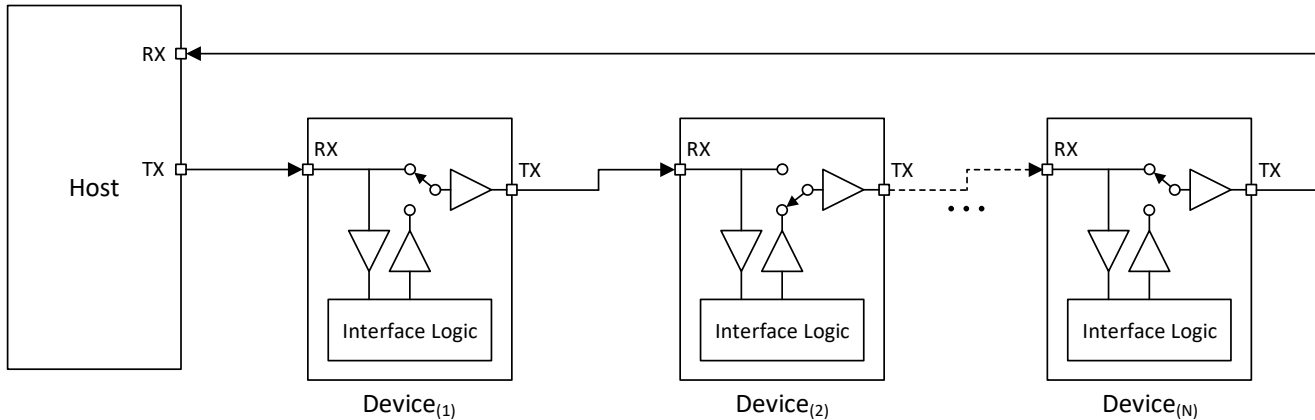 RX
TX
Host
RX
TX
Interface Logic
Device(1)
RX
TX
Interface Logic
Device(2)
...
RX
TX
Interface Logic
Device(N)